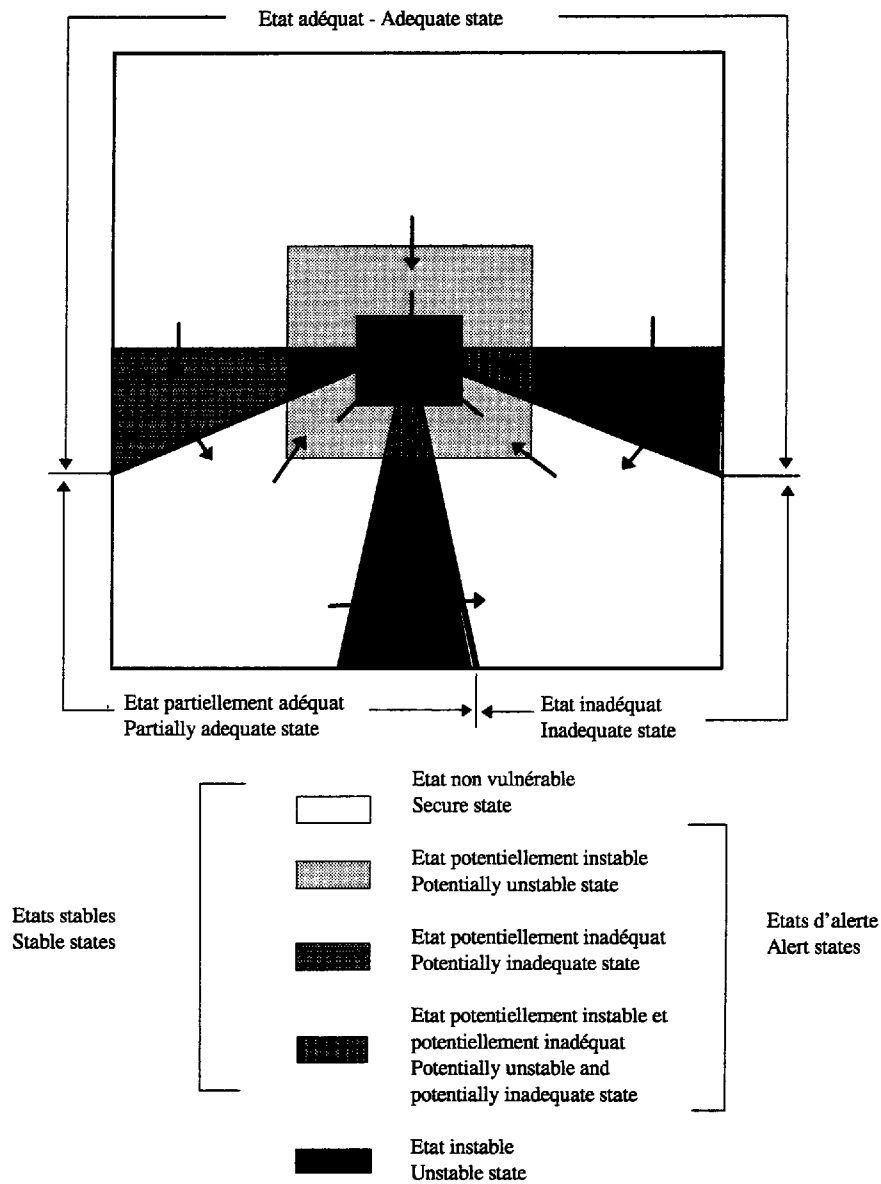 Etat adéquat - Adequate state
Etat partiellement adéquat
Partially adequate state
Etat inadéquat
Inadequate state
Etat non vulnérable
Secure state
Etat potentiellement instable
Potentially unstable state
Etats stables
Stable states
Etat potentiellement inadéquat
Potentially inadequate state
Etats d'alerte
Alert states
Etat potentiellement instable et
potentiellement inadéquat
Potentially unstable and
potentially inadequate state
Etat instable
Unstable state